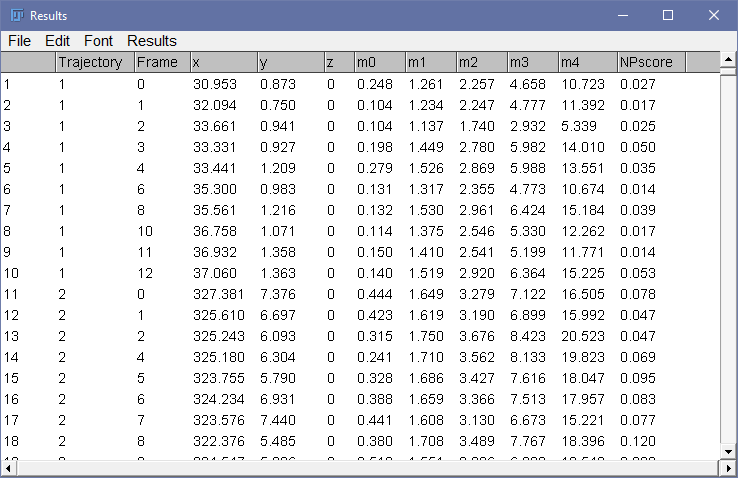 Results
File Edit Font Results
Trajectory Frame x y z m0 m1 m2 m3 m4 NPscore
1 1 0 30.953 0.873 0 0.248 1.261 2.257 4.658 10.723 0.027
2 1 1 32.094 0.750 0 0.104 1.234 2.247 4.777 11.392 0.017
3 1 2 33.661 0.941 0 0.104 1.137 1.740 2.932 5.339 0.025
4 1 3 33.331 0.927 0 0.198 1.449 2.780 5.982 14.010 0.050
5 1 4 33.441 1.209 0 0.279 1.526 2.869 5.988 13.551 0.035
6 1 6 35.300 0.983 0 0.131 1.317 2.355 4.773 10.674 0.014
7 1 8 35.561 1.216 0 0.132 1.530 2.961 6.424 15.184 0.039
8 1 10 36.758 1.071 0 0.114 1.375 2.546 5.330 12.262 0.017
9 1 11 36.932 1.358 0 0.150 1.410 2.541 5.199 11.771 0.014
10 1 12 37.060 1.363 0 0.140 1.519 2.920 6.364 15.225 0.053
11 2 0 327.381 7.376 0 0.444 1.649 3.279 7.122 16.505 0.078
12 2 1 325.610 6.697 0 0.423 1.619 3.190 6.899 15.992 0.047
13 2 2 325.243 6.093 0 0.315 1.750 3.676 8.423 20.523 0.047
14 2 4 325.180 6.304 0 0.241 1.710 3.562 8.133 19.823 0.069
15 2 5 323.755 5.790 0 0.328 1.686 3.427 7.616 18.047 0.095
16 2 6 324.234 6.931 0 0.388 1.659 3.366 7.513 17.957 0.083
17 2 7 323.576 7.440 0 0.441 1.608 3.130 6.673 15.221 0.077
18 2 8 322.376 5.485 0 0.380 1.708 3.489 7.767 18.396 0.120